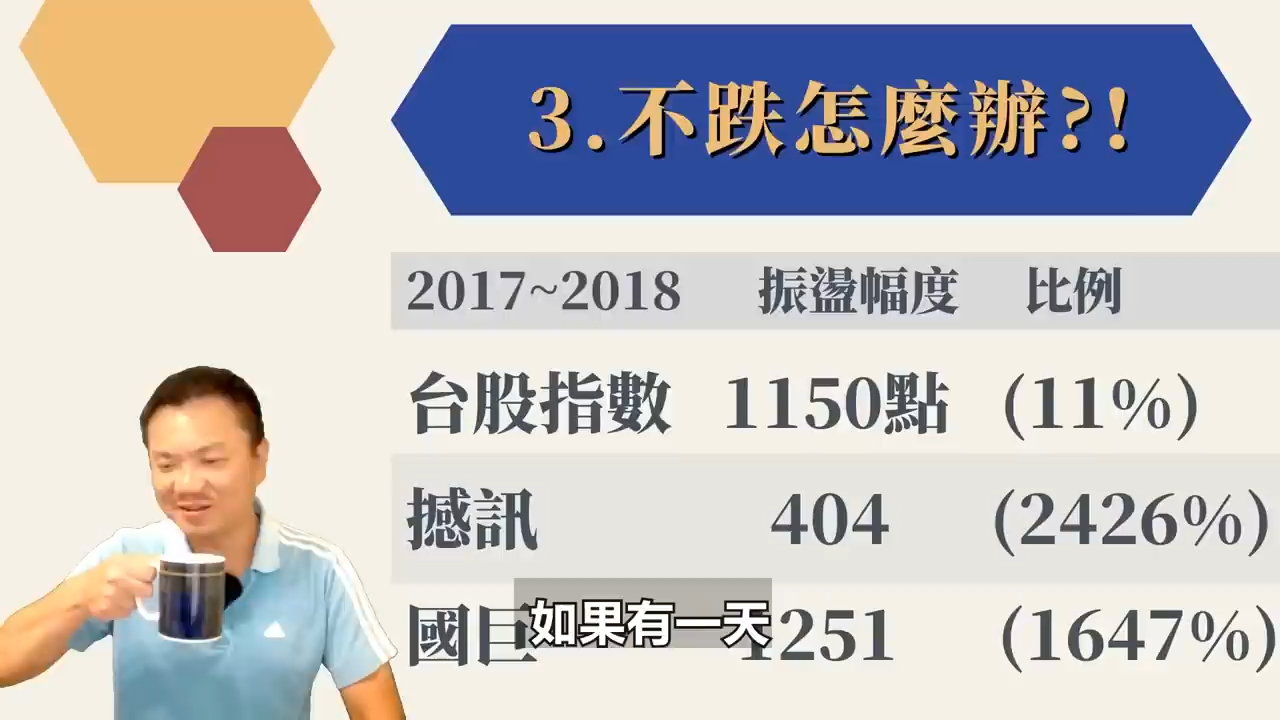 3.不跌怎麼辦?!
2017~2018 振盪幅度 比例
台股指數 1150點 (11%)
撼訊 404 (2426%)
國巨 1251 (1647%)
如果有一天